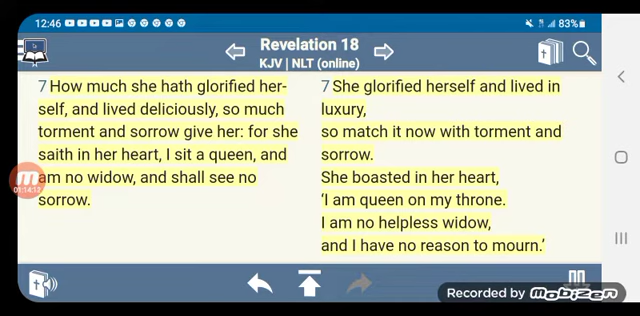 12:46
83%
Revelation 18
KJV | NLT (online)
7 How much she hath glorified her-
self, and lived deliciously, so much
torment and sorrow give her: for she
saith in her heart, I sit a queen, and
am no widow, and shall see no
sorrow.
7 She glorified herself and lived in
luxury,
so match it now with torment and
sorrow.
She boasted in her heart,
‘I am queen on my throne.
I am no helpless widow,
and I have no reason to mourn.’
01:14:12
Recorded by Mobizen